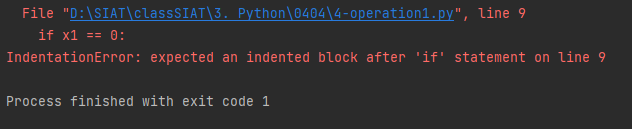 File "D:\SIAT\classSIAT\3. Python\0404\4-operation1.py", line 9
if x1 == 0:
IndentationError: expected an indented block after 'if' statement on line 9
Process finished with exit code 1